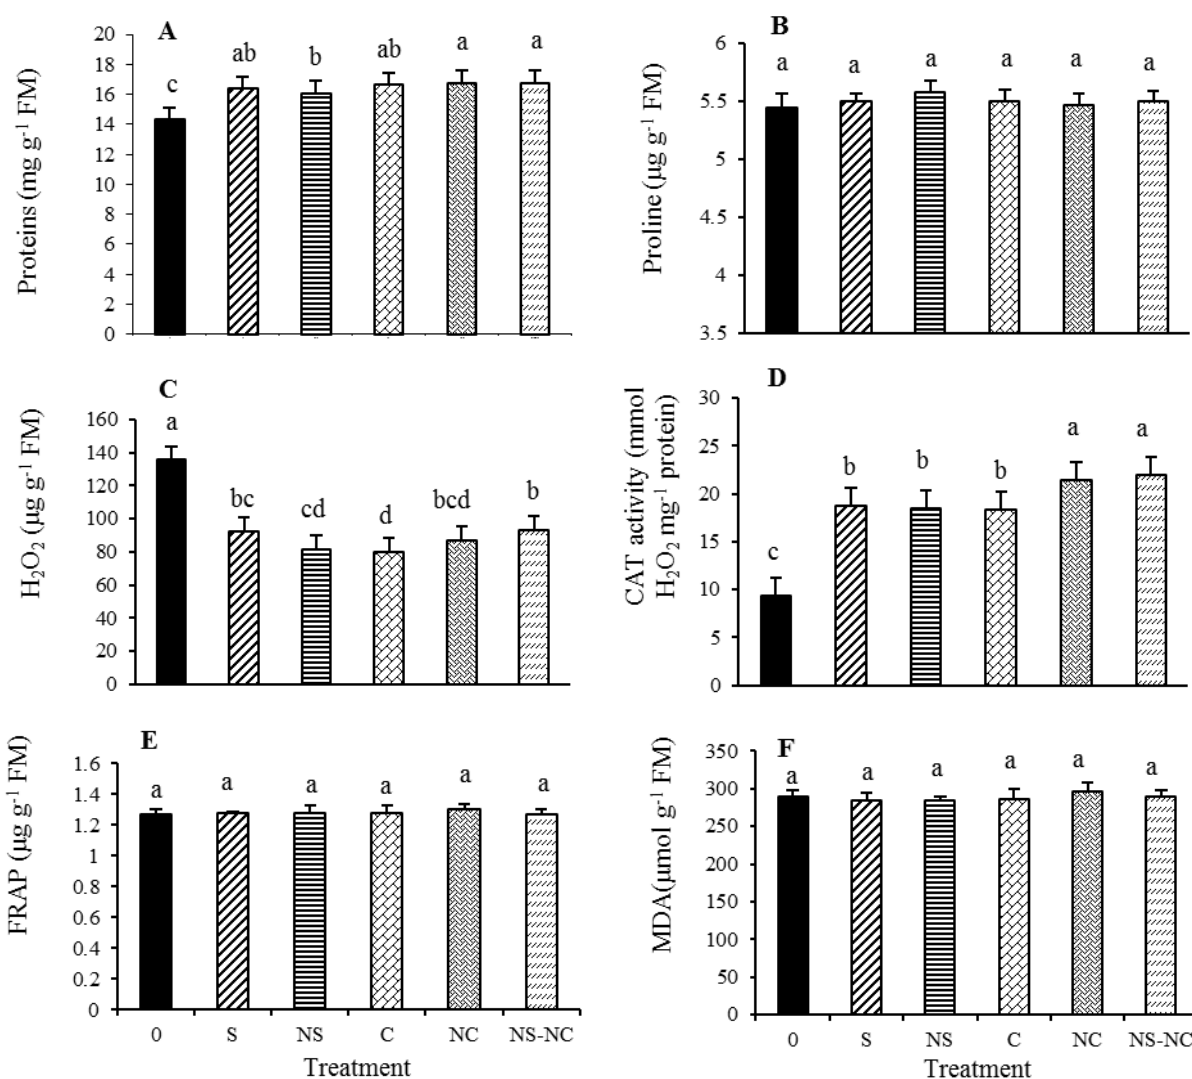 A
Proteins (mg g⁻¹ FM)
20
18
16
14
12
10
8
6
4
2
0
c
ab
b
ab
a
a
B
Proline (µg g⁻¹ FM)
6
5.5
5
4.5
4
3.5
a
a
a
a
a
a
C
H₂O₂ (µg g⁻¹ FM)
160
140
120
100
80
60
40
20
0
a
bc
cd
d
bcd
b
D
CAT activity (mmol
H₂O₂ mg⁻¹ protein)
30
25
20
15
10
5
0
c
b
b
b
a
a
E
FRAP (µg g⁻¹ FM)
1.6
1.4
1.2
1
0.8
0.6
0.4
0.2
0
a
a
a
a
a
a
0 S NS C NC NS-NC
Treatment
F
MDA(µmol g⁻¹ FM)
350
300
250
200
150
100
50
0
a
a
a
a
a
a
0 S NS C NC NS-NC
Treatment